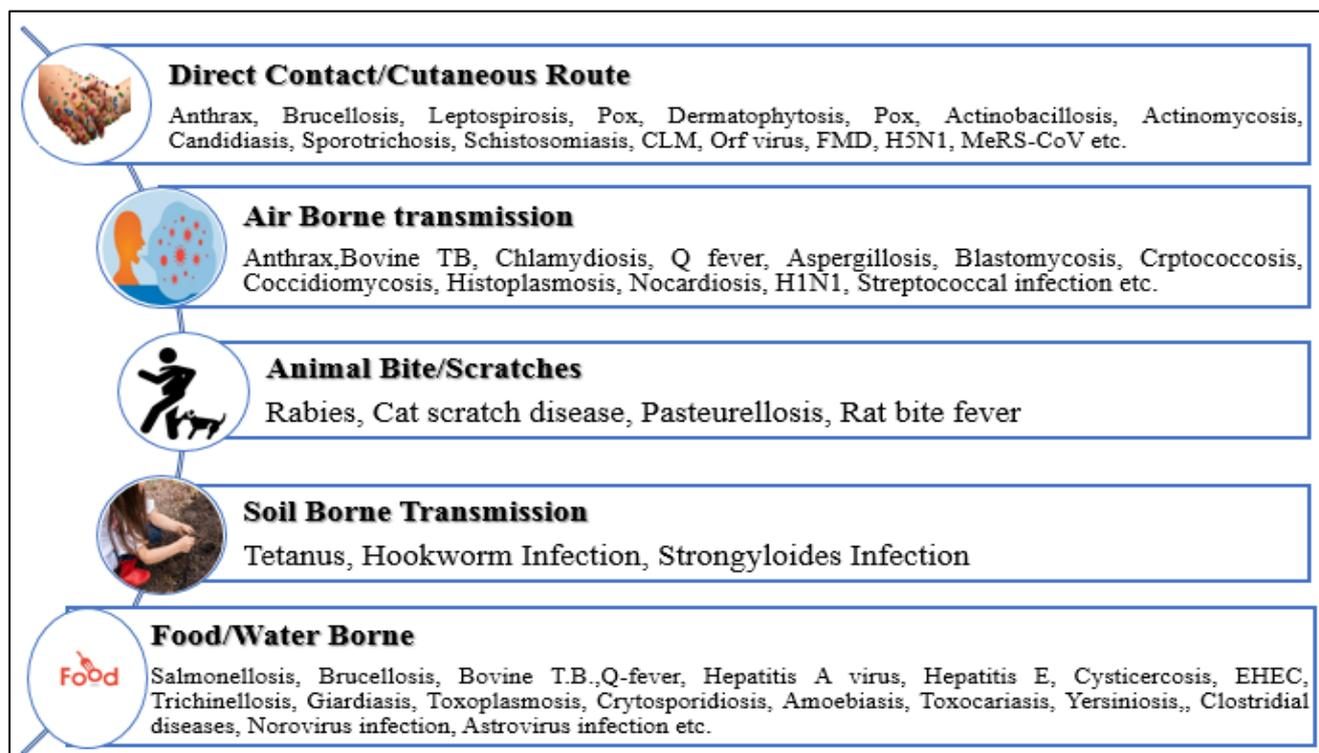 Direct Contact/Cutaneous Route
Anthrax, Brucellosis, Leptospirosis, Pox, Dermatophytosis, Pox, Actinobacillosis, Actinomycosis,
Candidiasis, Sporotrichosis, Schistosomiasis, CLM, Orf virus, FMD, H5N1, MeRS-CoV etc.
Air Borne transmission
Anthrax,Bovine TB, Chlamydiosis, Q fever, Aspergillosis, Blastomycosis, Crptococcosis,
Coccidiomycosis, Histoplasmosis, Nocardiosis, H1N1, Streptococcal infection etc.
Animal Bite/Scratches
Rabies, Cat scratch disease, Pasteurellosis, Rat bite fever
Soil Borne Transmission
Tetanus, Hookworm Infection, Strongyloides Infection
Food/Water Borne
Food
Salmonellosis, Brucellosis, Bovine T.B.,Q-fever, Hepatitis A virus, Hepatitis E, Cysticercosis, EHEC,
Trichinellosis, Giardiasis, Toxoplasmosis, Crytosporidiosis, Amoebiasis, Toxocariasis, Yersiniosis,, Clostridial
diseases, Norovirus infection, Astrovirus infection etc.